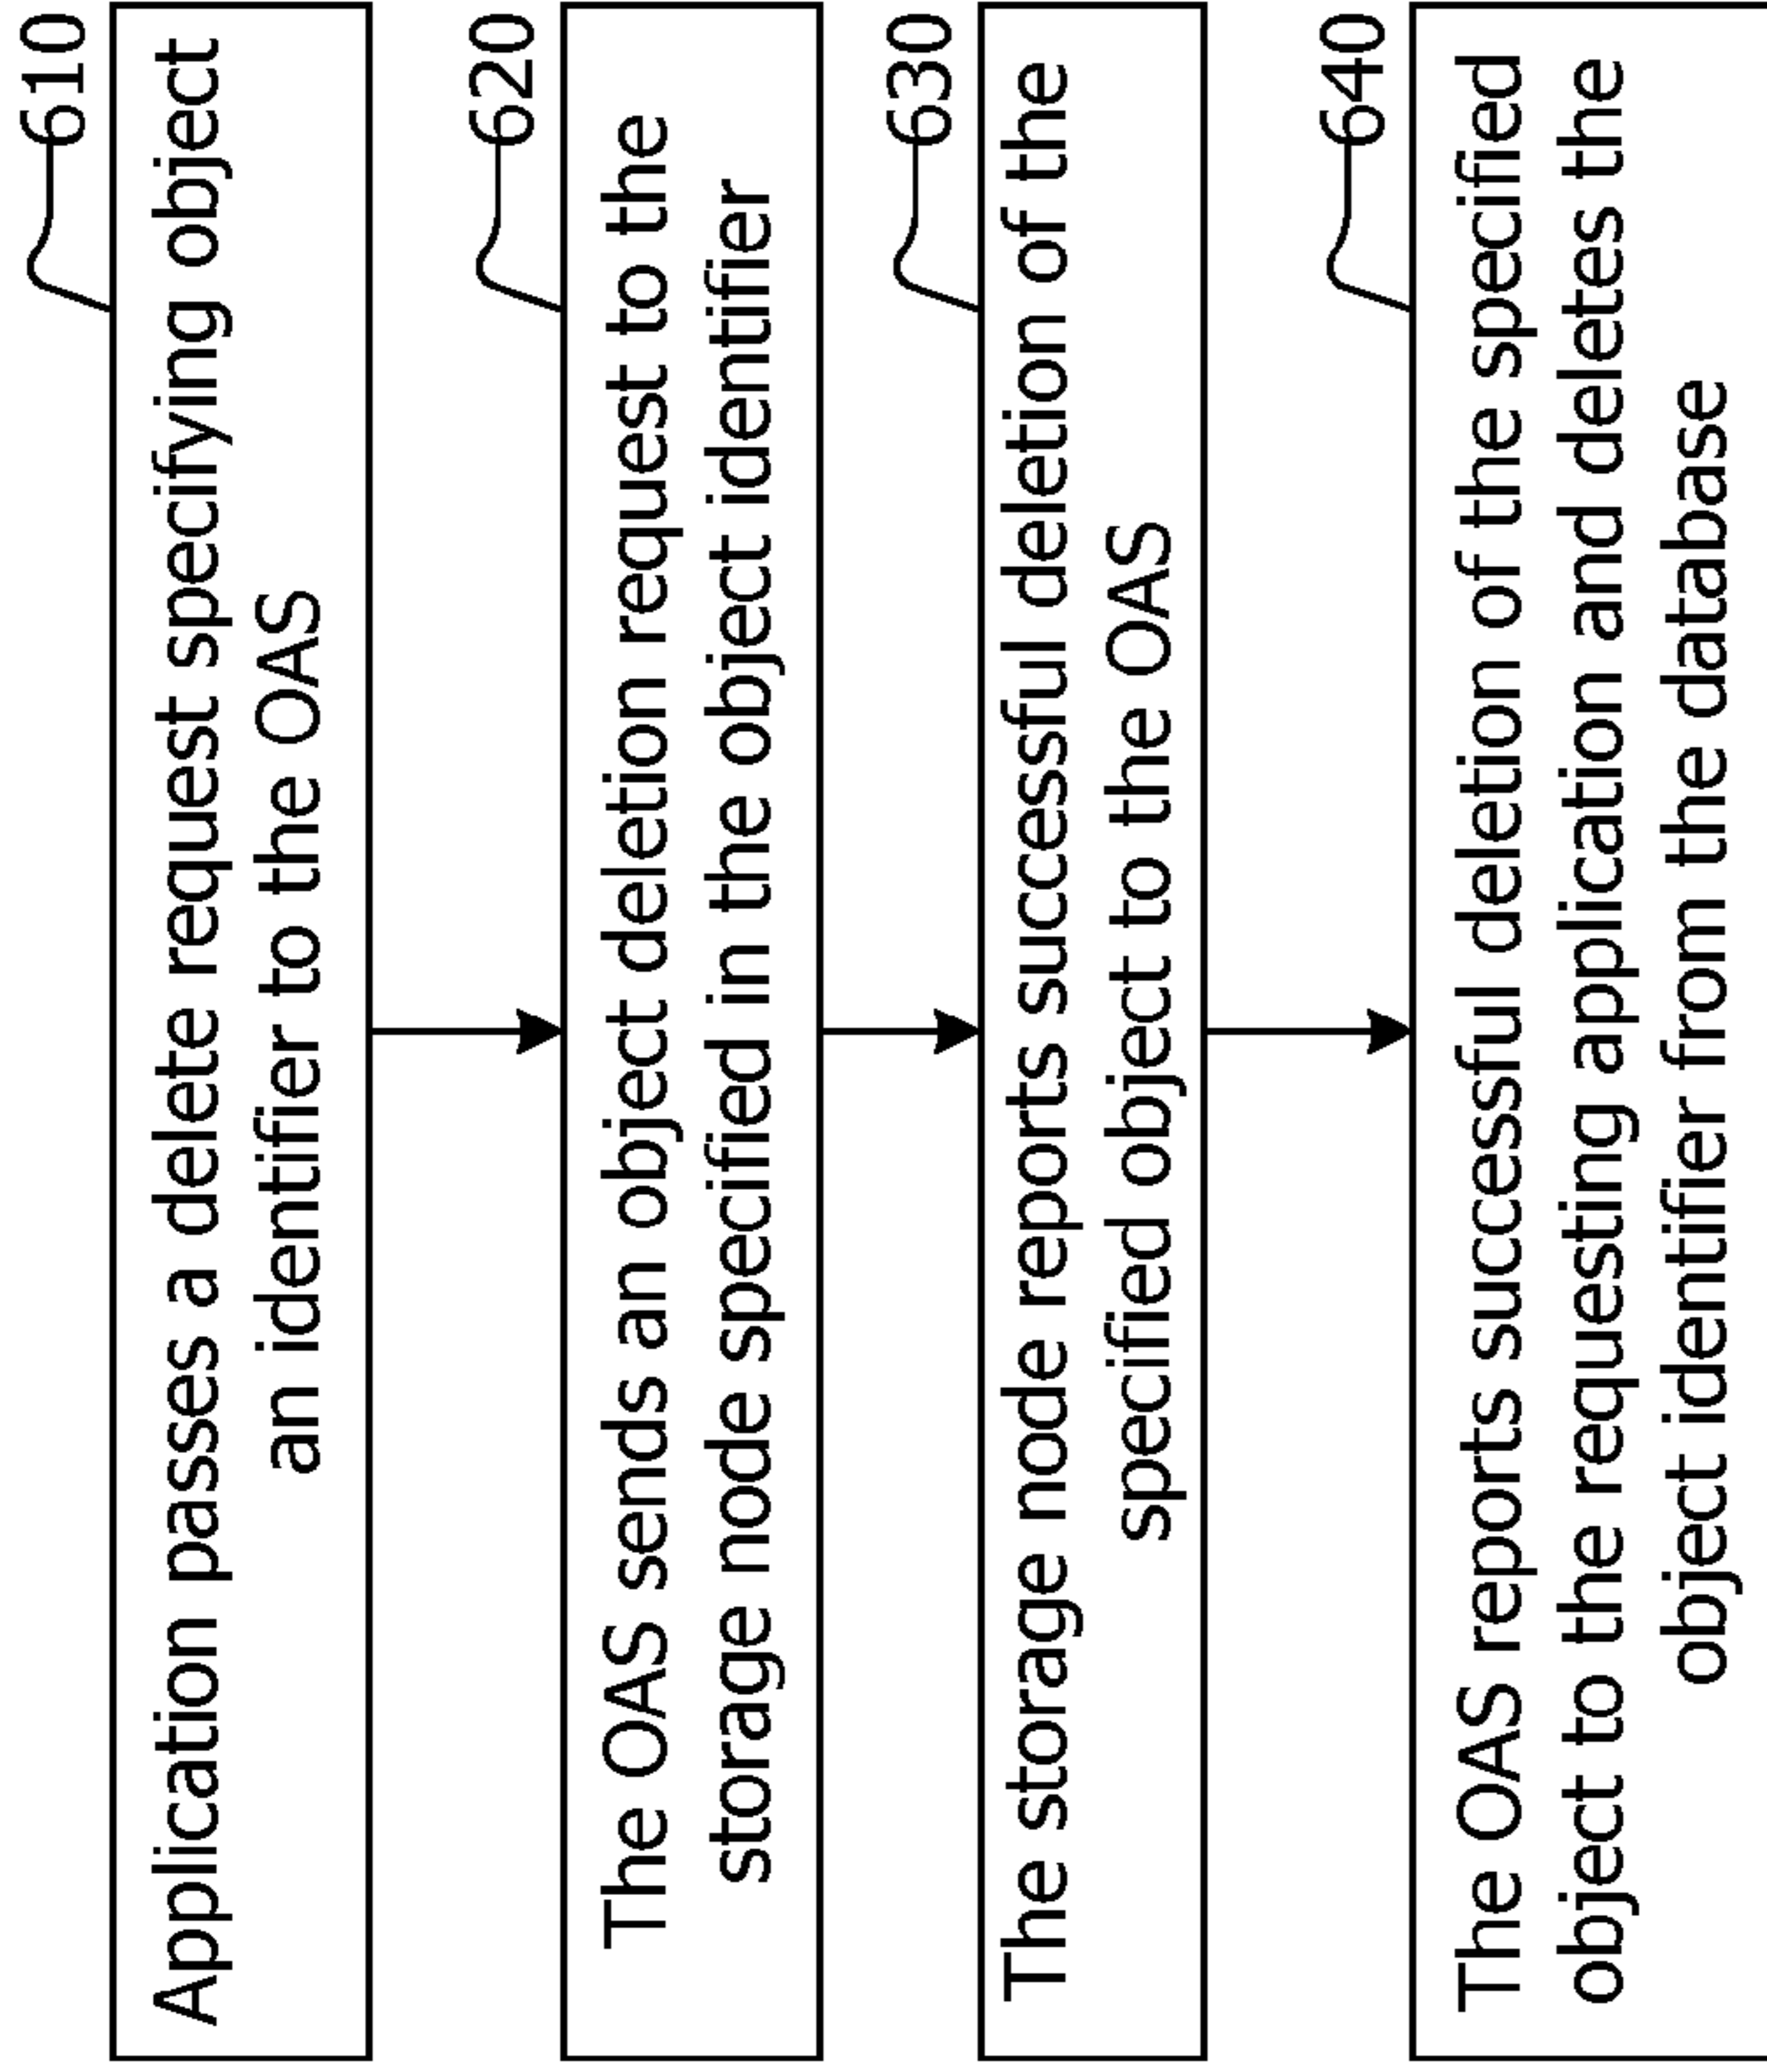 610
Application passes a delete request specifying object
an identifier to the OAS
620
The OAS sends an object deletion request to the
storage node specified in the object identifier
630
The storage node reports successful deletion of the
specified object to the OAS
640
The OAS reports successful deletion of the specified
object to the requesting application and deletes the
object identifier from the database